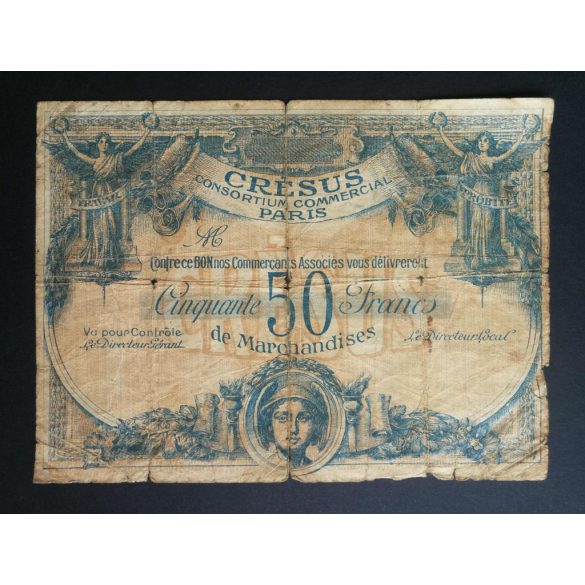 CRÉSUS
CONSORTIUM COMMERCIAL
PARIS
TRAVAIL
PROBITÉ
M
Contre ce BON nos Commerçants Associés vous délivreront
Cinquante 50 Francs
de Marchandises
Vu pour Contrôle
Le Directeur Gérant
Le Directeur Local